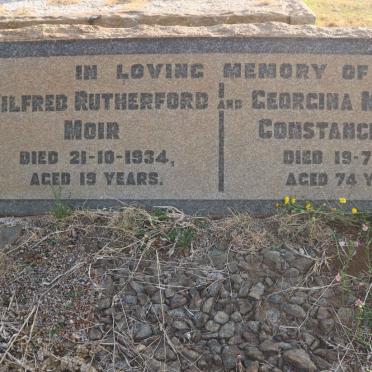 IN LOVING MEMORY OF
ILFRED RUTHERFORD AND GEORGINA M
MOIR CONSTANC
DIED 21-10-1934, DIED 19-7
AGED 19 YEARS. AGED 74 Y